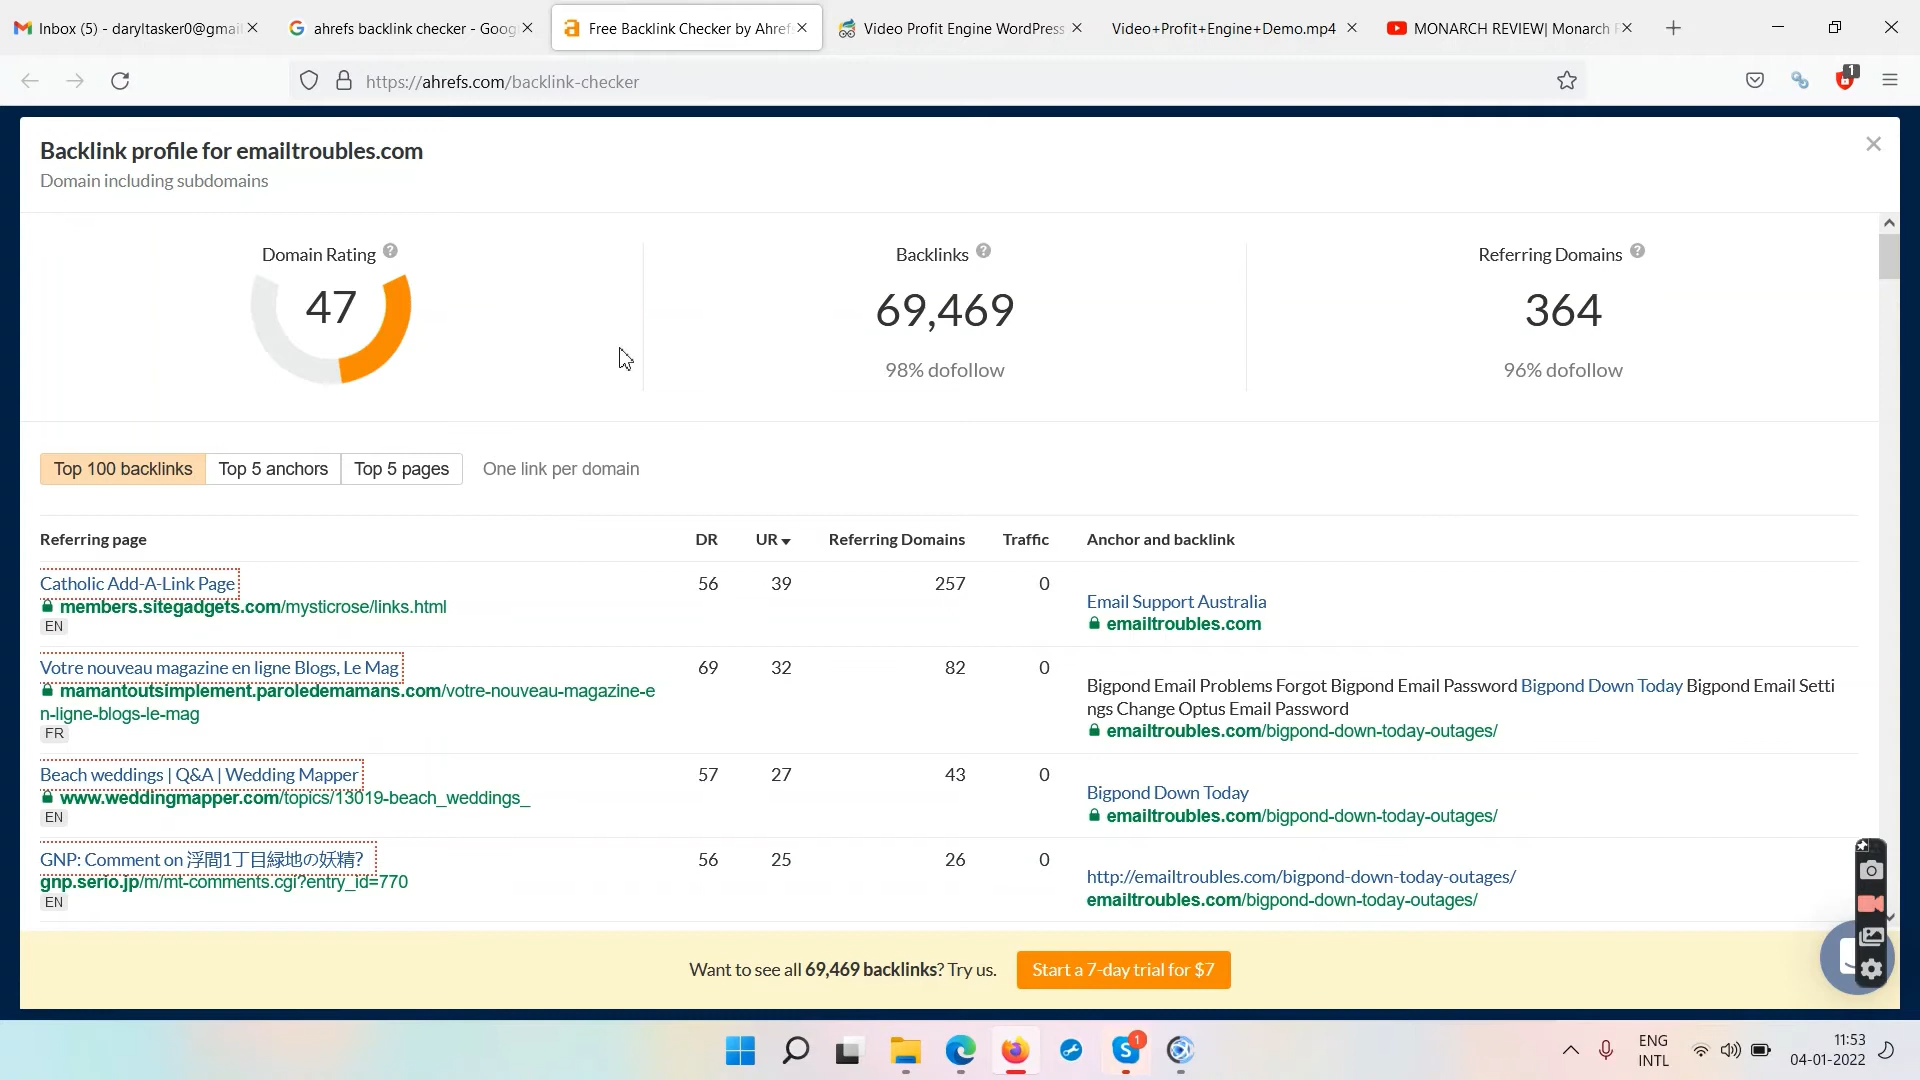 Inbox (5) - daryltasker0@gmail
ahrefs backlink checker - Goog
Free Backlink Checker by Ahref
Video Profit Engine WordPress
Video+Profit+Engine+Demo.mp4
MONARCH REVIEW| Monarch P
https://ahrefs.com/backlink-checker
1
Backlink profile for emailtroubles.com
Domain including subdomains
Domain Rating ?
Backlinks ?
Referring Domains ?
47
69,469
364
98% dofollow
96% dofollow
Top 100 backlinks
Top 5 anchors
Top 5 pages
One link per domain
Referring page
DR
UR
Referring Domains
Traffic
Anchor and backlink
Catholic Add-A-Link Page
56
39
257
0
members.sitegadgets.com/mysticrose/links.html
EN
Email Support Australia
emailtroubles.com
Votre nouveau magazine en ligne Blogs, Le Mag
69
32
82
0
mamantoutsimplement.paroledemamans.com/votre-nouveau-magazine-e
n-ligne-blogs-le-mag
FR
Bigpond Email Problems Forgot Bigpond Email Password Bigpond Down Today Bigpond Email Setti
ngs Change Optus Email Password
emailtroubles.com/bigpond-down-today-outages/
Beach weddings | Q&A | Wedding Mapper
57
27
43
0
www.weddingmapper.com/topics/13019-beach_weddings_
EN
Bigpond Down Today
emailtroubles.com/bigpond-down-today-outages/
GNP: Comment on 浮間1丁目緑地の妖精?
56
25
26
0
gnp.serio.jp/m/mt-comments.cgi?entry_id=770
EN
http://emailtroubles.com/bigpond-down-today-outages/
emailtroubles.com/bigpond-down-today-outages/
Want to see all 69,469 backlinks? Try us.
Start a 7-day trial for $7
S
1
ENG
INTL
11:53
04-01-2022